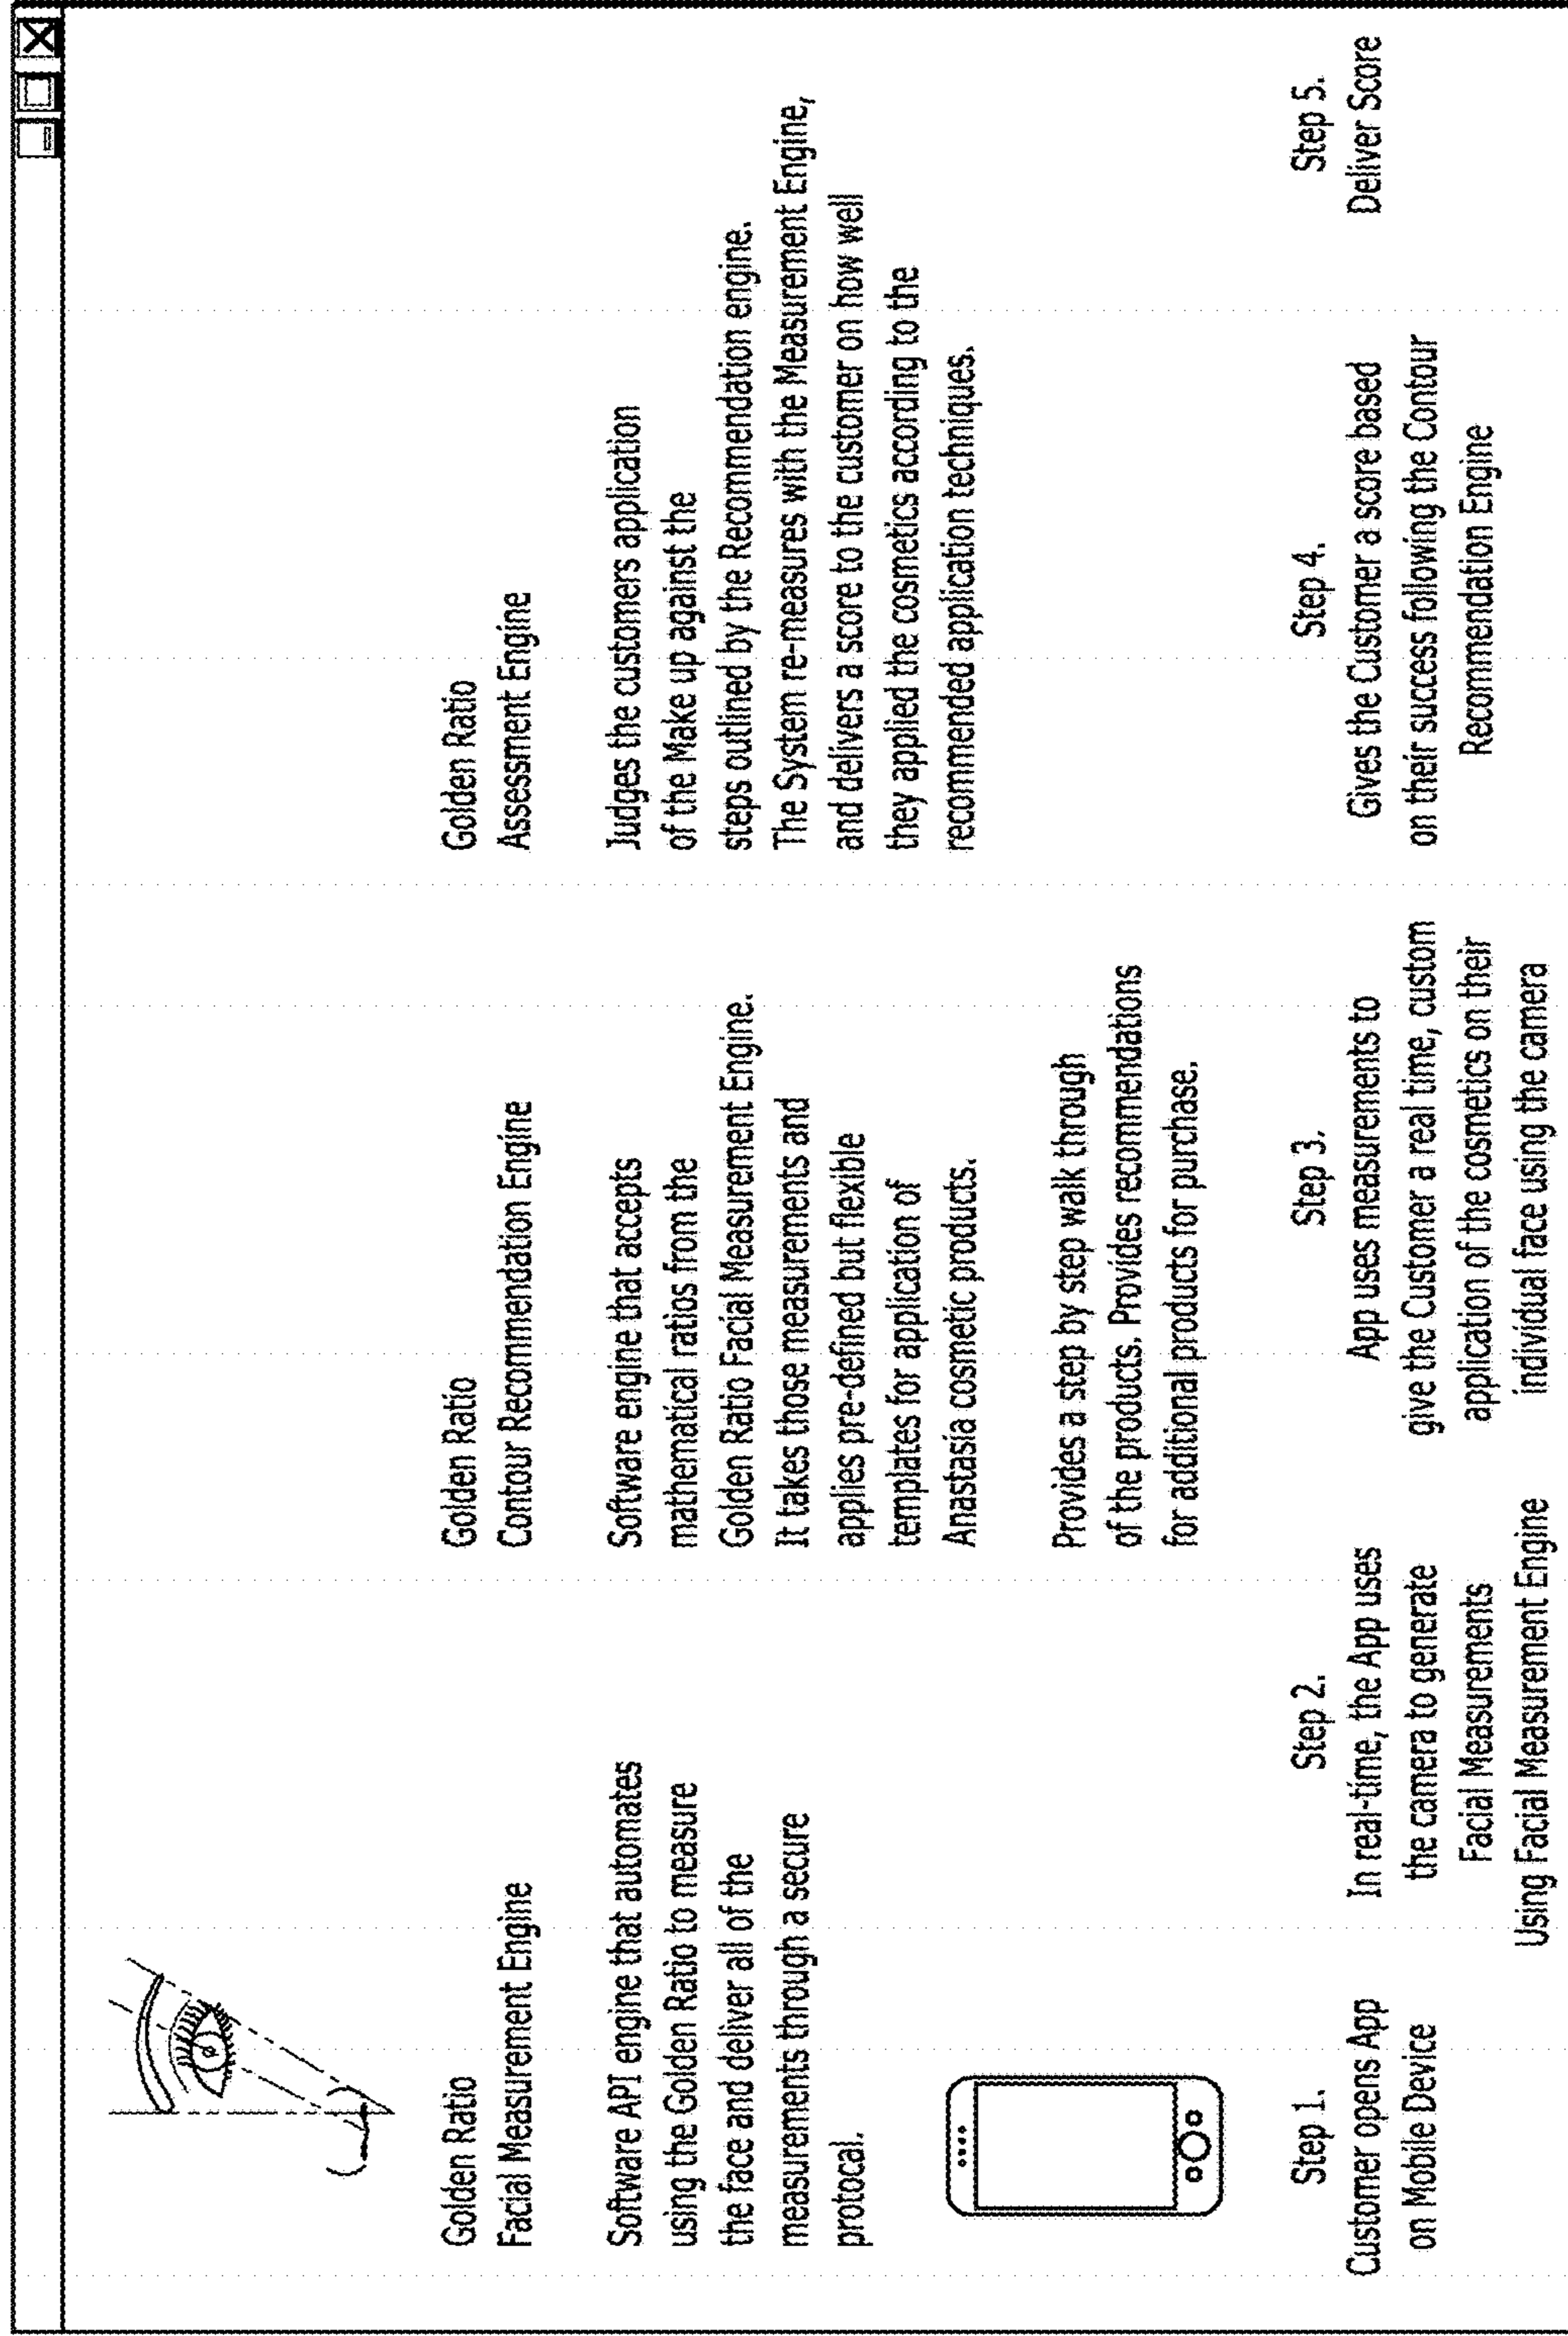 Golden Ratio
Facial Measurement Engine
Software API engine that automates
using the Golden Ratio to measure
the face and deliver all of the
measurements through a secure
protocal.
Golden Ratio
Contour Recommendation Engine
Software engine that accepts
mathematical ratios from the
Golden Ratio Facial Measurement Engine.
It takes those measurements and
applies pre-defined but flexible
templates for application of
Anastasia cosmetic products.
Provides a step by step walk through
of the products. Provides recommendations
for additional products for purchase.
Golden Ratio
Assessment Engine
Judges the customers application
of the Make up against the
steps outlined by the Recommendation engine.
The System re-measures with the Measurement Engine,
and delivers a score to the customer on how well
they applied the cosmetics according to the
recommended application techniques.
Step 1.
Customer opens App
on Mobile Device
Step 2.
In real-time, the App uses
the camera to generate
Facial Measurements
Using Facial Measurement Engine
Step 3.
App uses measurements to
give the Customer a real time, custom
application of the cosmetics on their
individual face using the camera
Step 4.
Gives the Customer a score based
on their success following the Contour
Recommendation Engine
Step 5.
Deliver Score